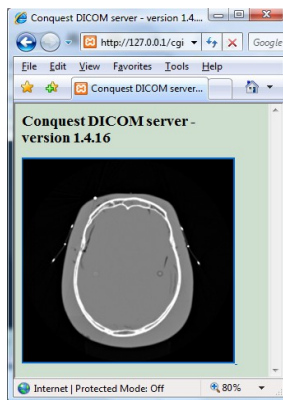 Conquest DICOM server - version 1.4....
http://127.0.0.1/cgi
Google
File Edit View Favorites Tools Help
Conquest DICOM server...
Conquest DICOM server -
version 1.4.16
Internet | Protected Mode: Off
80%